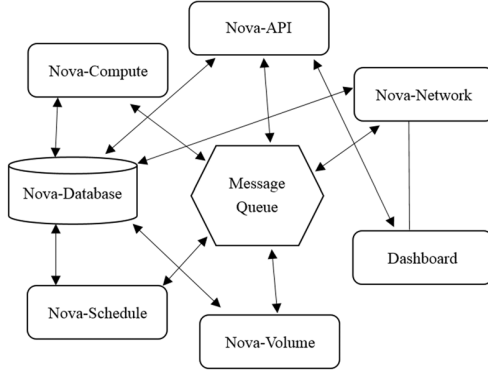 Nova-API
Nova-Compute
Nova-Network
Nova-Database
Message
Queue
Dashboard
Nova-Schedule
Nova-Volume